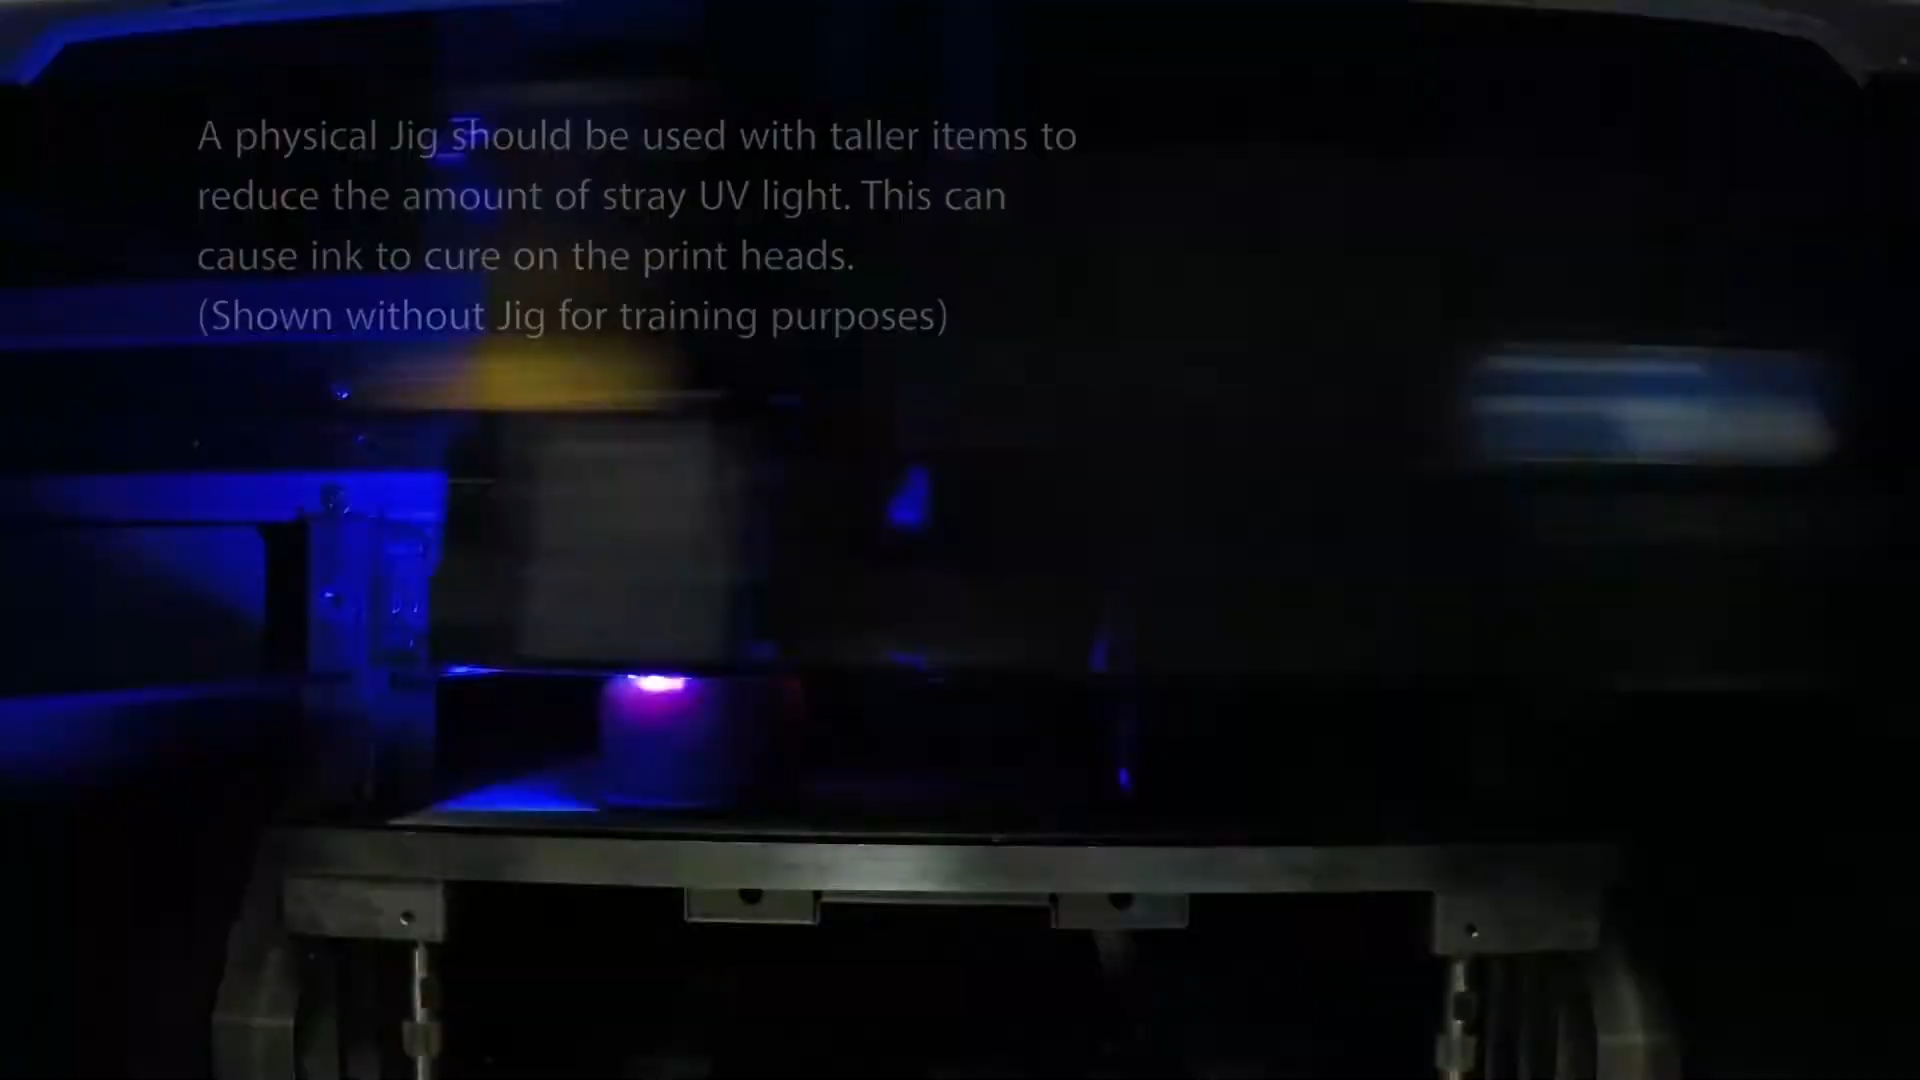 A physical Jig should be used with taller items to
reduce the amount of stray UV light. This can
cause ink to cure on the print heads.
(Shown without Jig for training purposes)